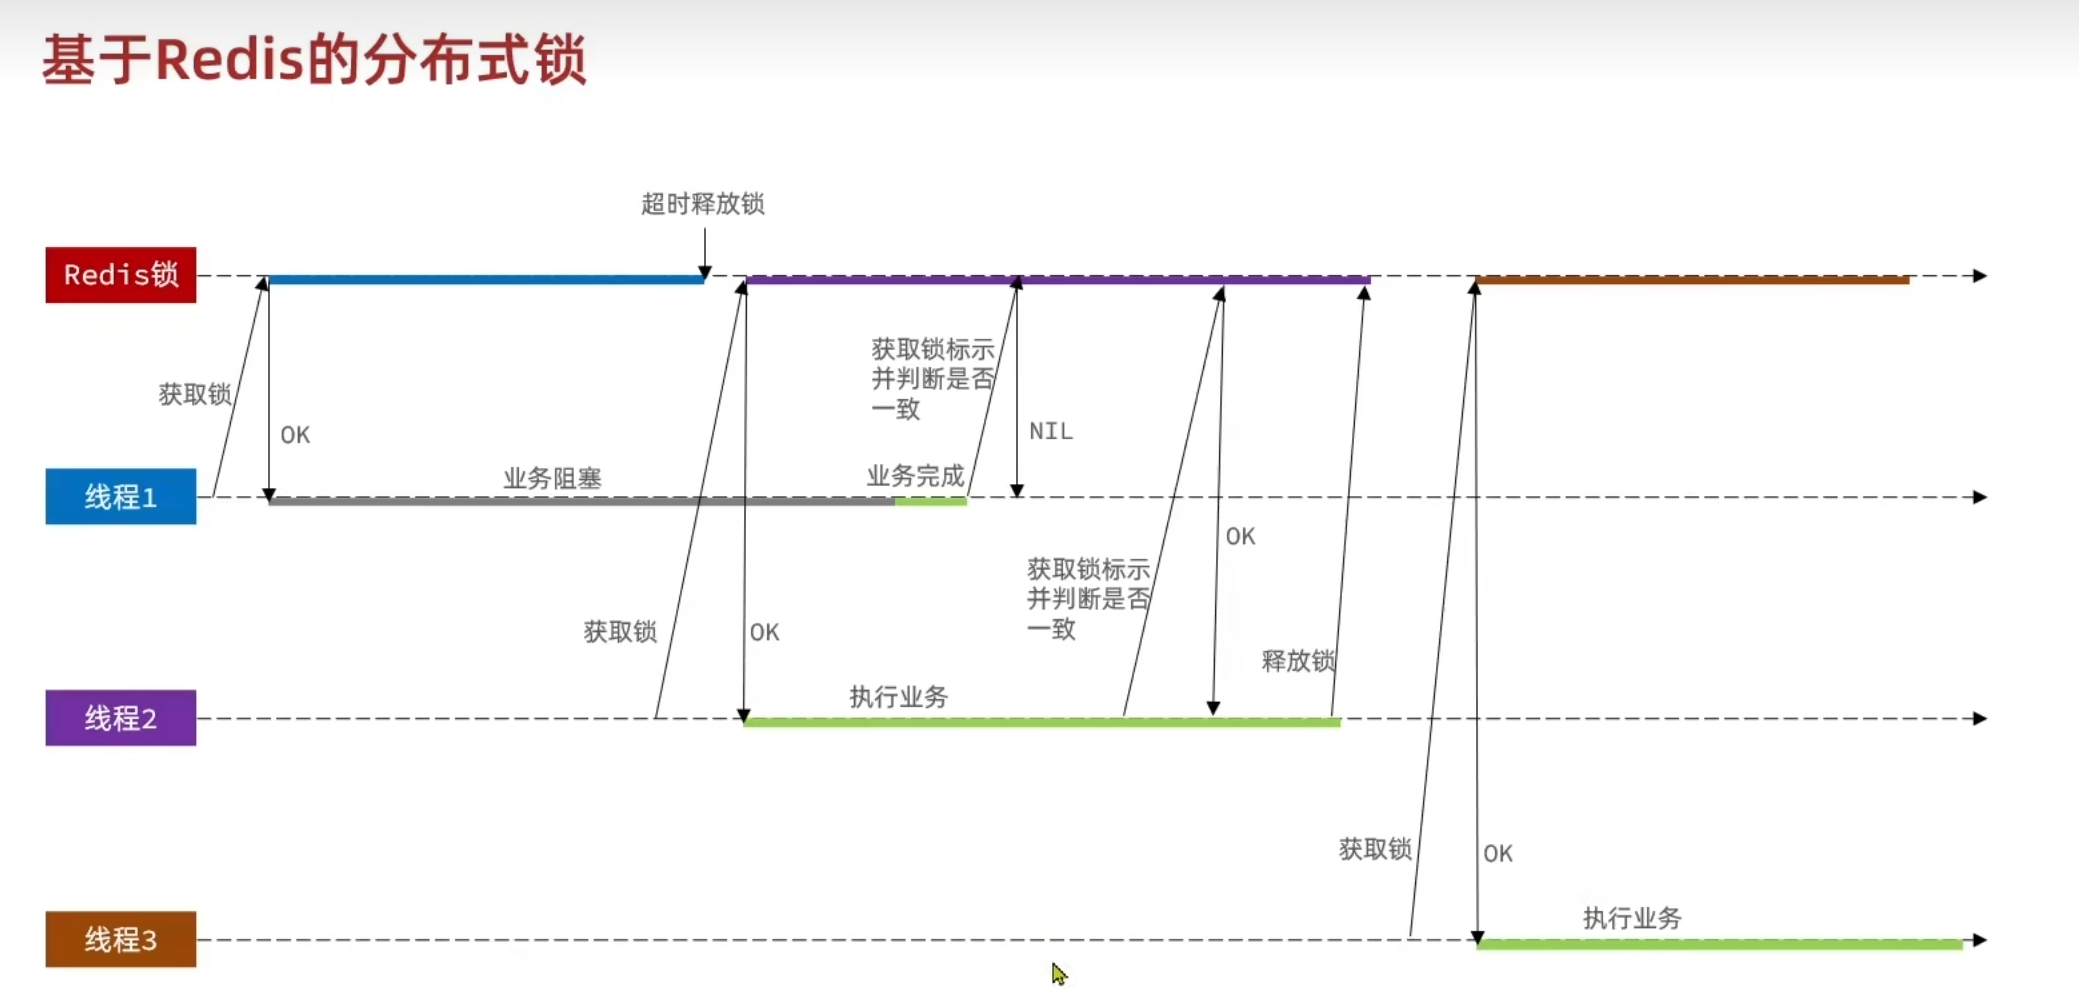 基于Redis的分布式锁
超时释放锁
Redis锁
获取锁标示
并判断是否
一致
获取锁
OK
NIL
业务阻塞
业务完成
线程1
OK
获取锁标示
并判断是否
一致
获取锁
OK
释放锁
执行业务
线程2
获取锁
OK
执行业务
线程3